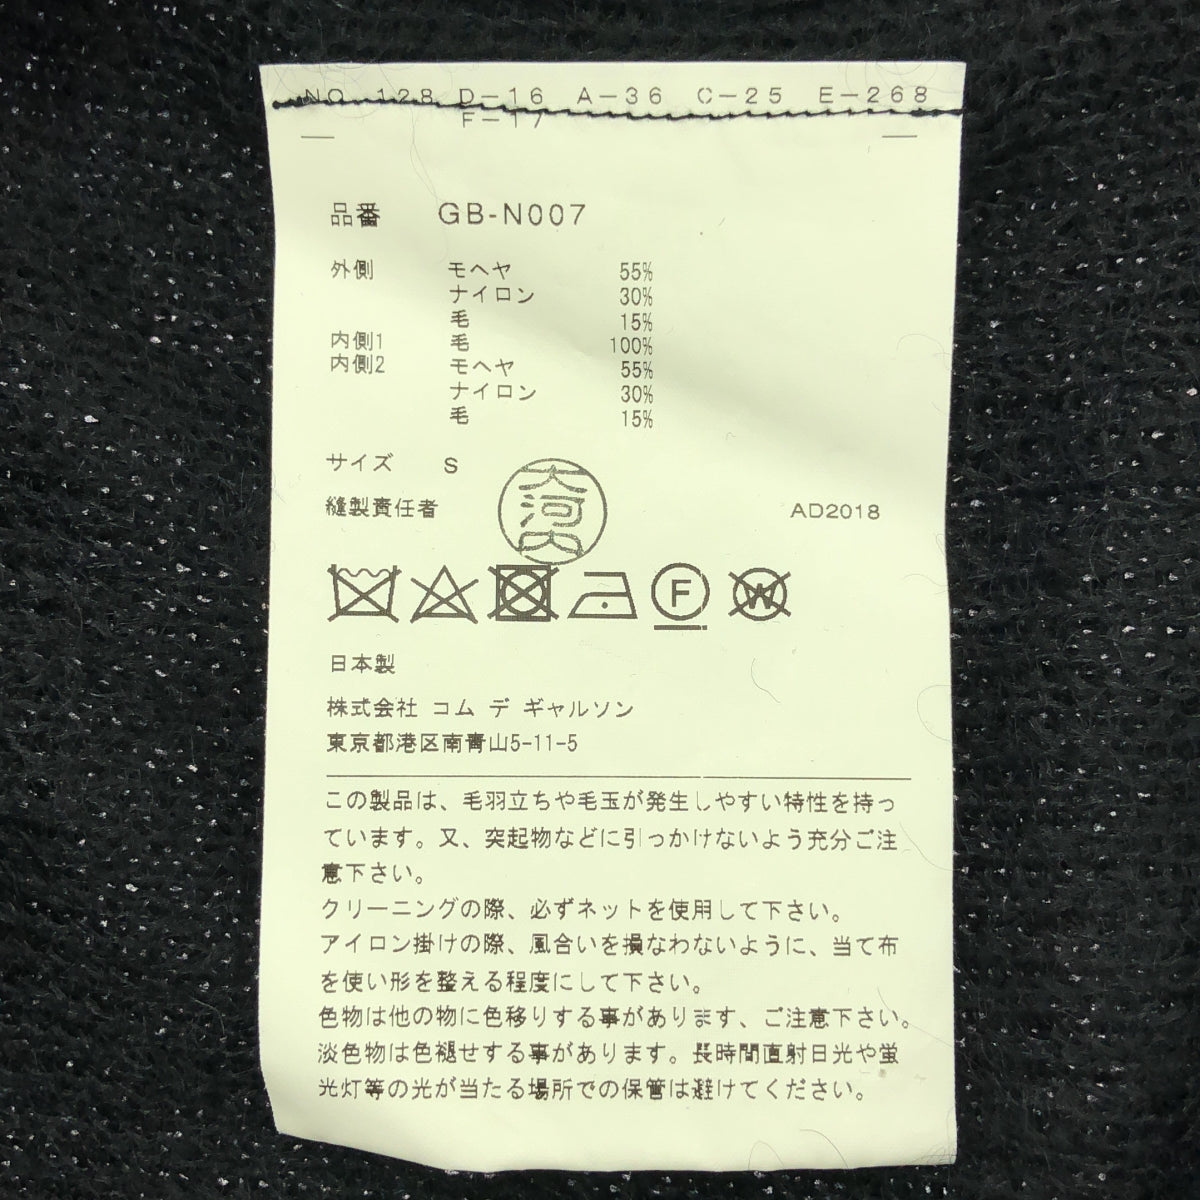 NO 128 D-16 A-36 C-25 E-268
F-17
品番 GB-N007
外側 モヘヤ 55%
ナイロン 30%
毛 15%
内側1 毛 100%
内側2 モヘヤ 55%
ナイロン 30%
毛 15%
サイズ S
縫製責任者 大河内 AD2018
F W
日本製
株式会社 コム デ ギャルソン
東京都港区南青山5-11-5
この製品は、毛羽立ちや毛玉が発生しやすい特性を持っ
ています。又、突起物などに引っかけないよう充分ご注
意下さい。
クリーニングの際、必ずネットを使用して下さい。
アイロン掛けの際、風合いを損なわないように、当て布
を使い形を整える程度にして下さい。
色物は他の物に色移りする事があります、ご注意下さい。
淡色物は色褪せする事があります。長時間直射日光や蛍
光灯等の光が当たる場所での保管は避けてください。